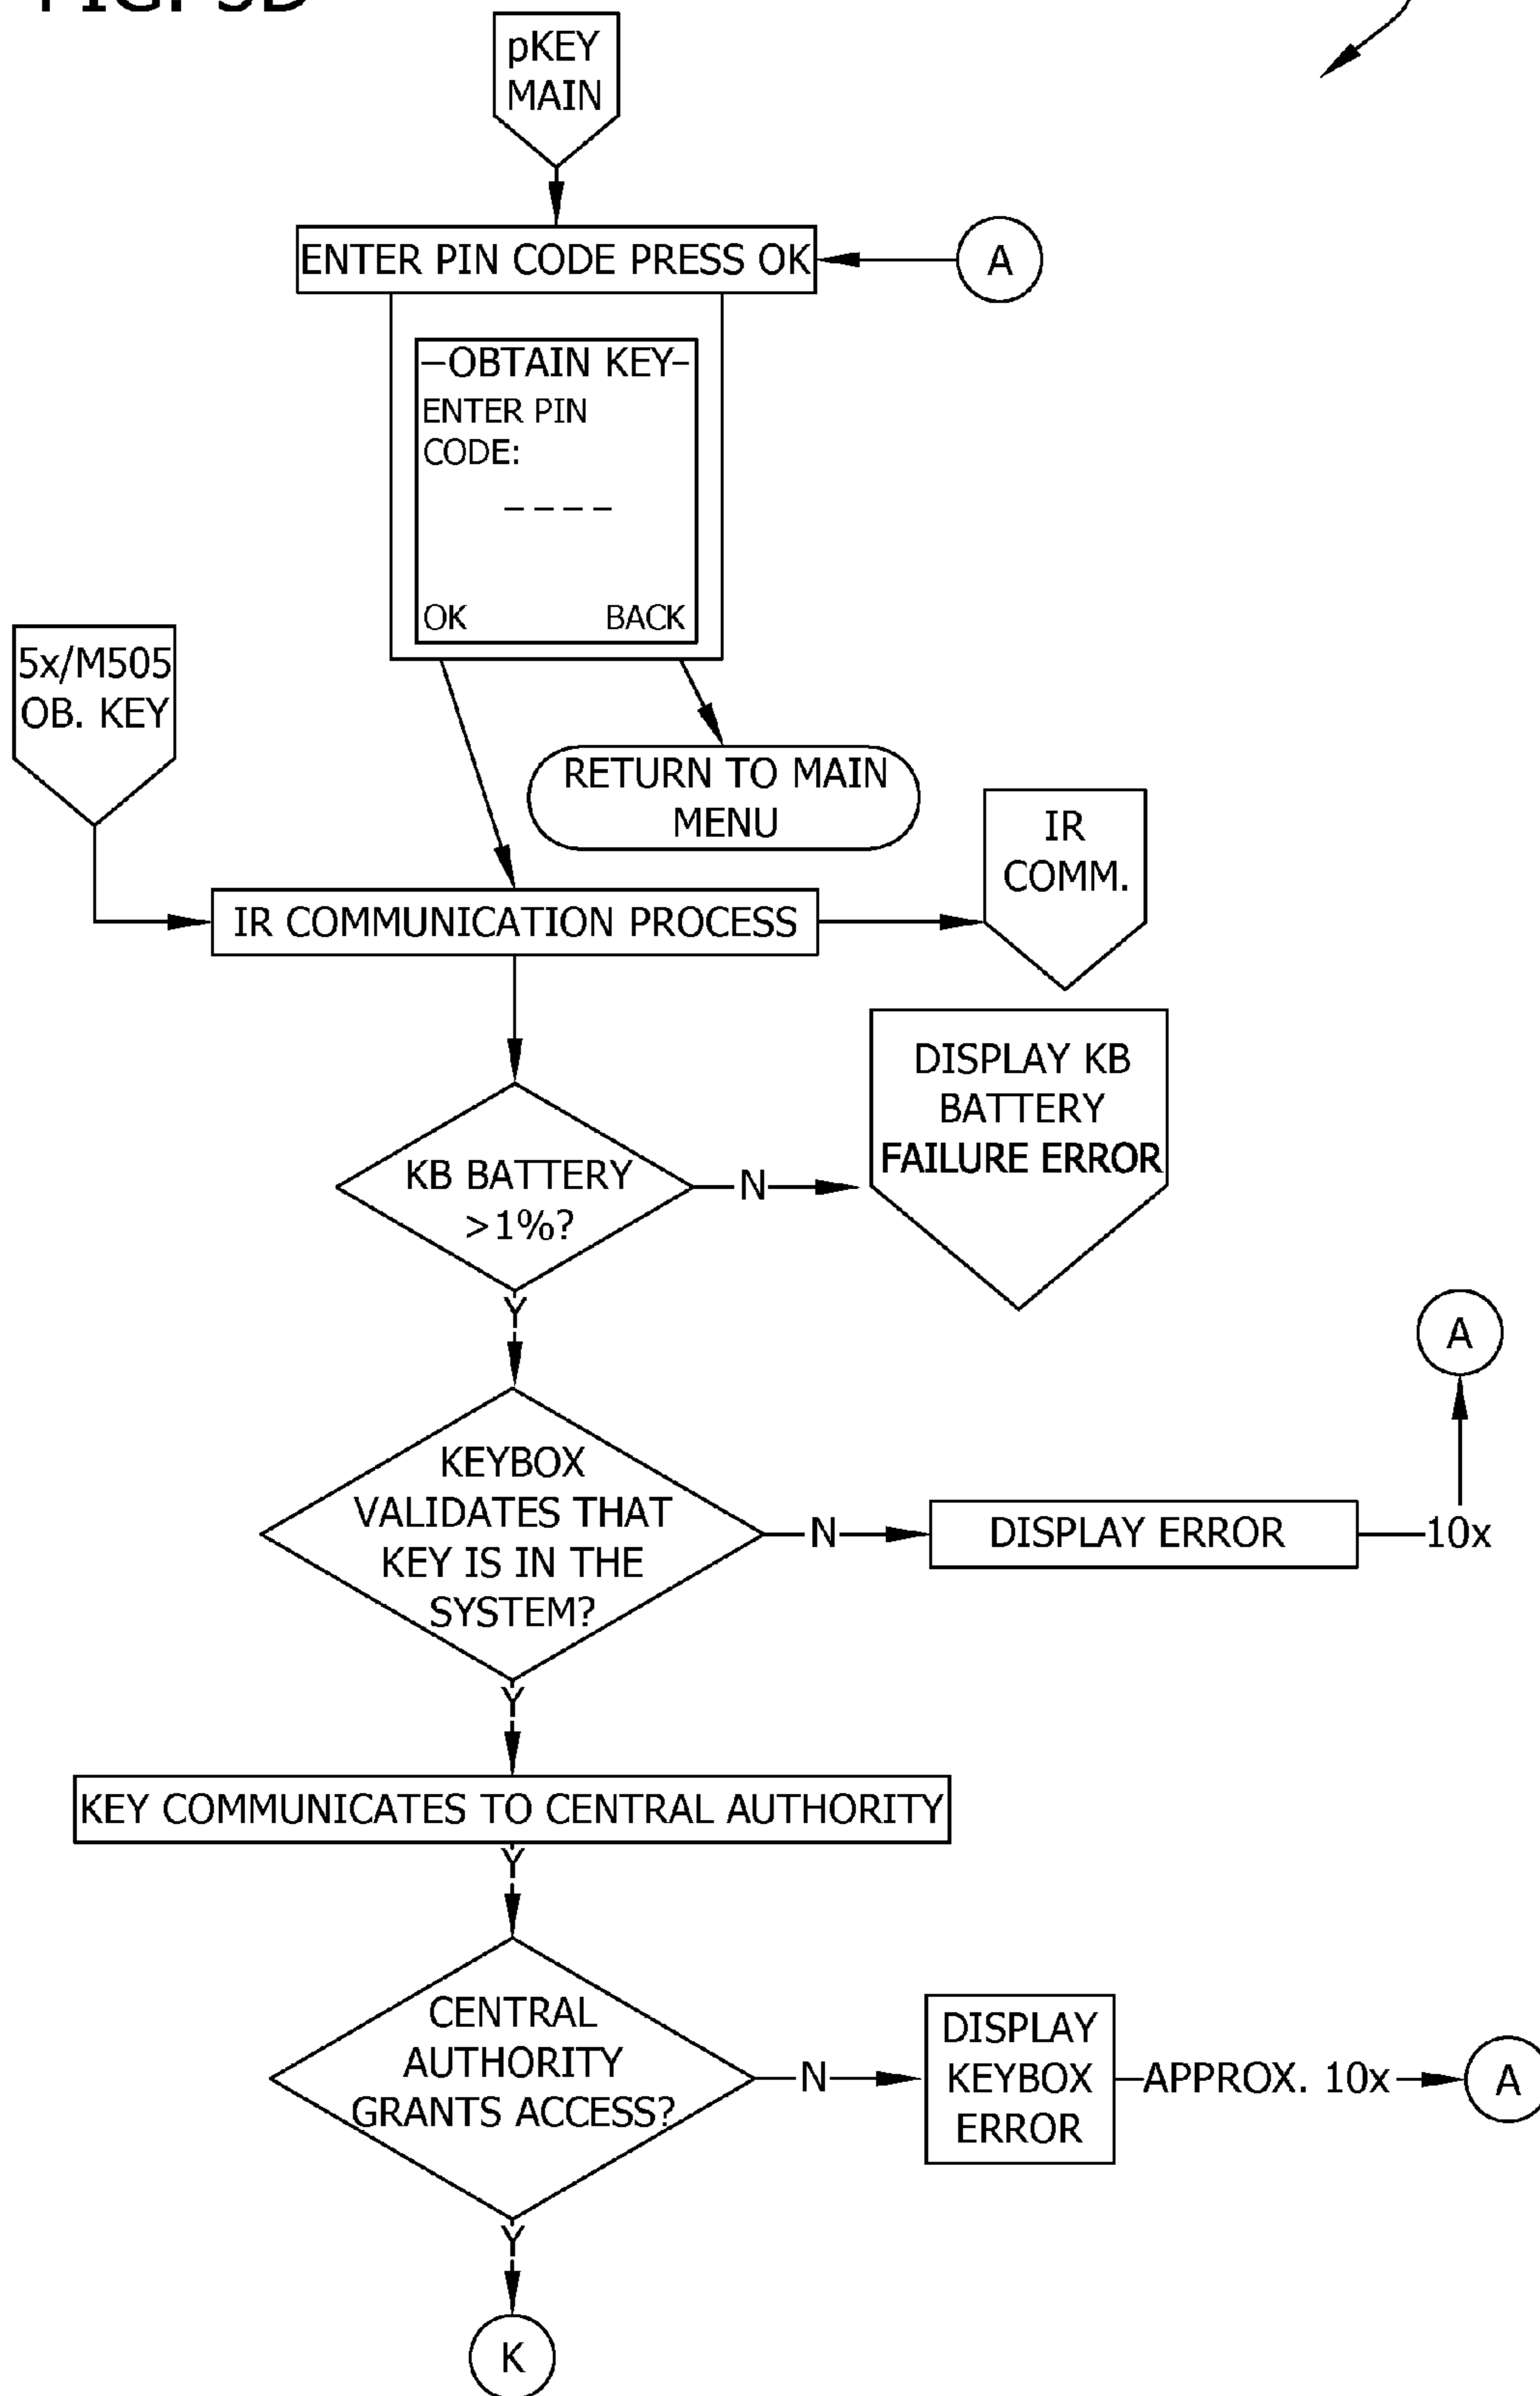 pKEY
MAIN
ENTER PIN CODE PRESS OK
A
-OBTAIN KEY-
ENTER PIN
CODE:
----
OK BACK
5x/M505
OB. KEY
RETURN TO MAIN
MENU
IR
COMM.
IR COMMUNICATION PROCESS
DISPLAY KB
BATTERY
FAILURE ERROR
KB BATTERY
>1%?
N
Y
A
KEYBOX
VALIDATES THAT
KEY IS IN THE
SYSTEM?
N
DISPLAY ERROR
10x
Y
KEY COMMUNICATES TO CENTRAL AUTHORITY
Y
CENTRAL
AUTHORITY
GRANTS ACCESS?
N
DISPLAY
KEYBOX
ERROR
APPROX. 10x
A
Y
K